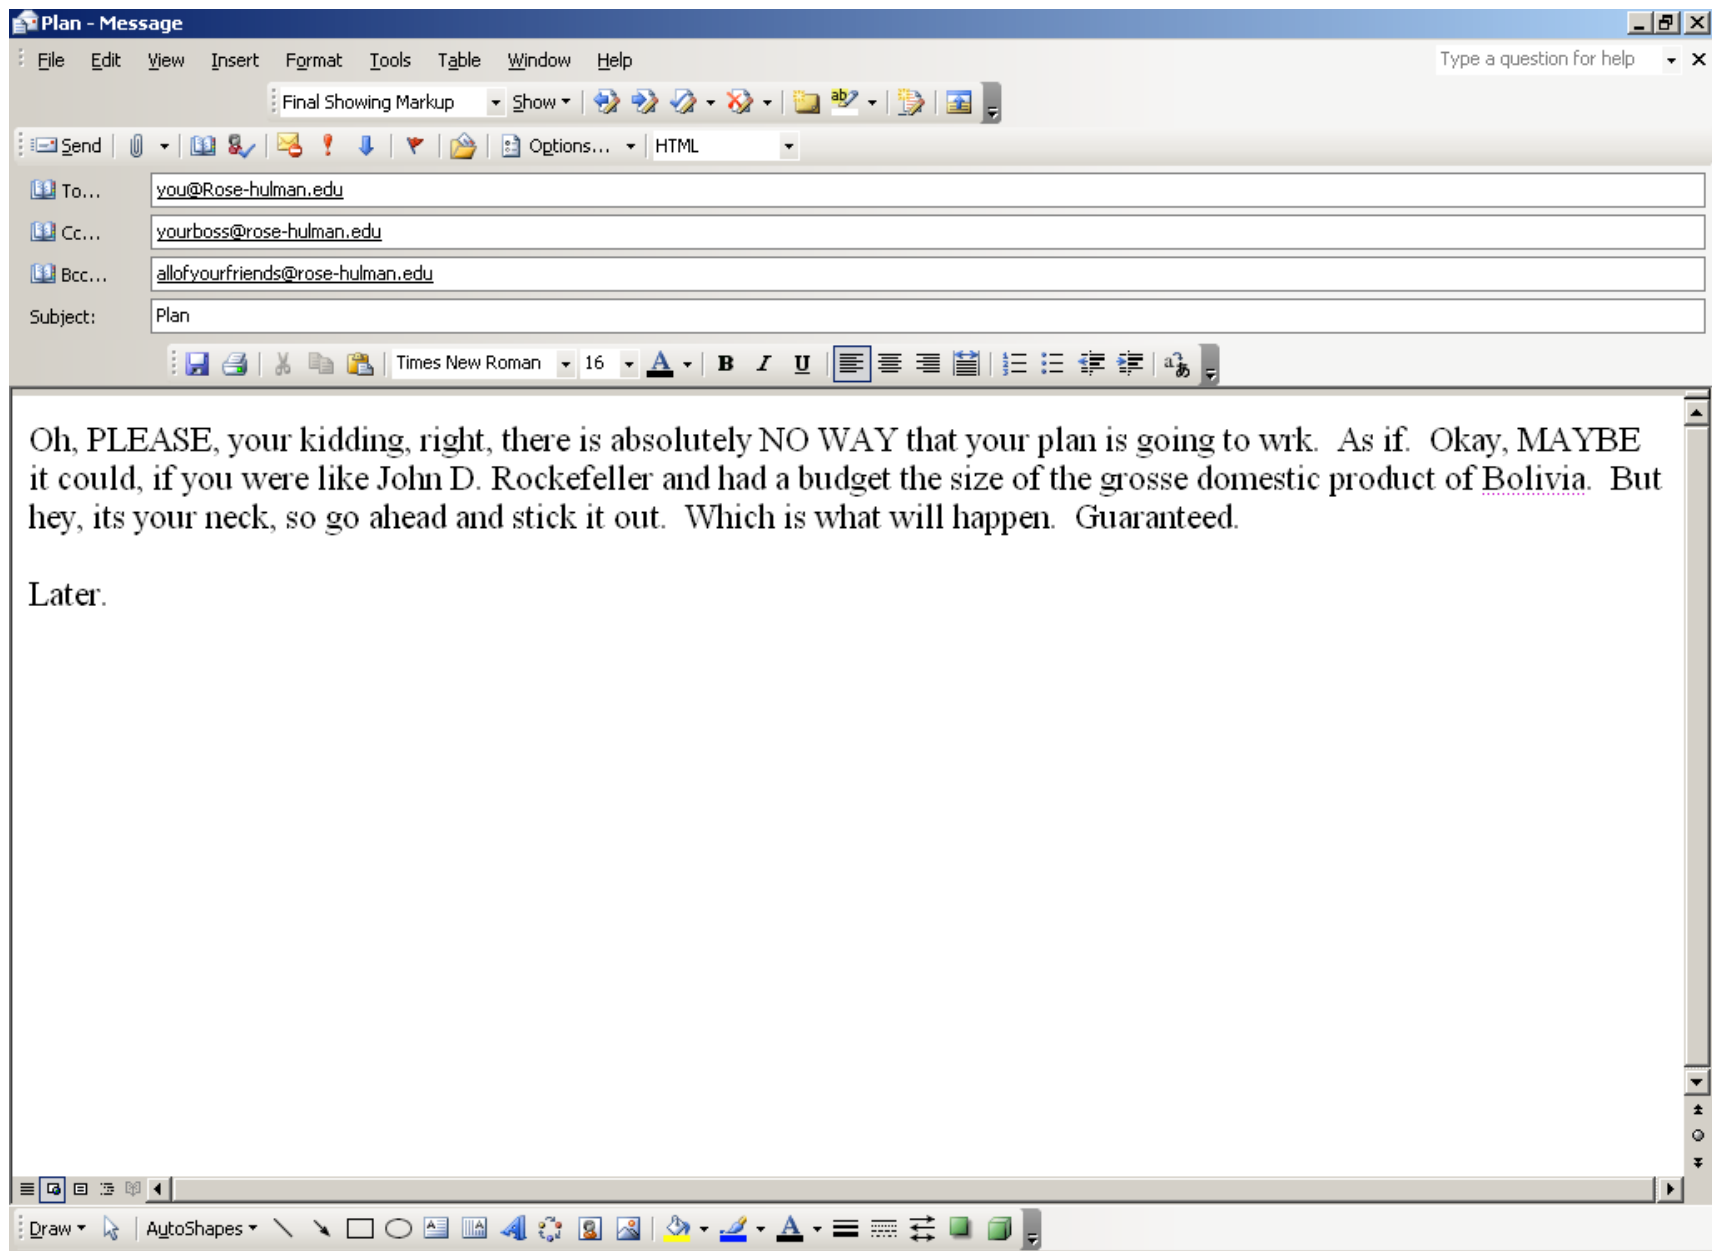 Plan - Message
File Edit View Insert Format Tools Table Window Help Type a question for help
Final Showing Markup Show
Send Options... HTML
To... you@Rose-hulman.edu
Cc... yourboss@rose-hulman.edu
Bcc... allofyourfriends@rose-hulman.edu
Subject: Plan
Times New Roman 16 A B I U
Oh, PLEASE, your kidding, right, there is absolutely NO WAY that your plan is going to wrk. As if. Okay, MAYBE
it could, if you were like John D. Rockefeller and had a budget the size of the grosse domestic product of Bolivia. But
hey, its your neck, so go ahead and stick it out. Which is what will happen. Guaranteed.
Later.
Draw AutoShapes